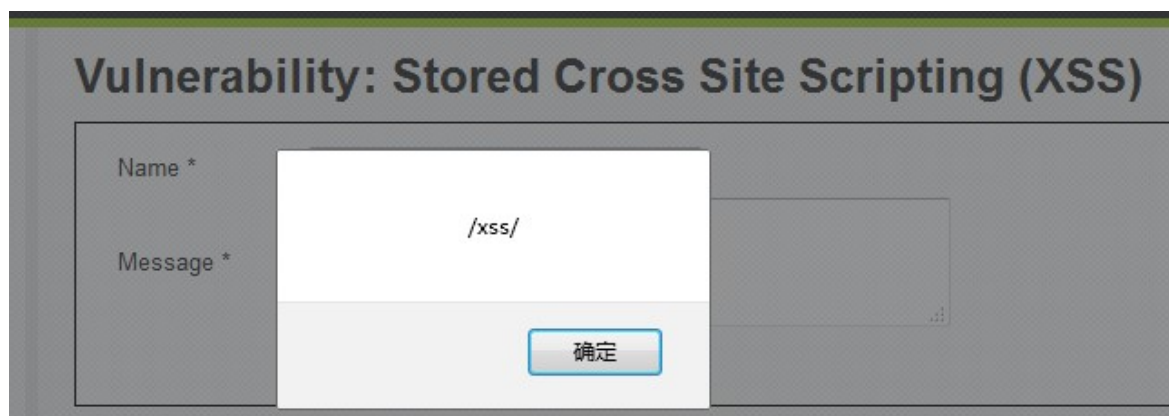 Vulnerability: Stored Cross Site Scripting (XSS)
Name *
/xss/
Message *
确定